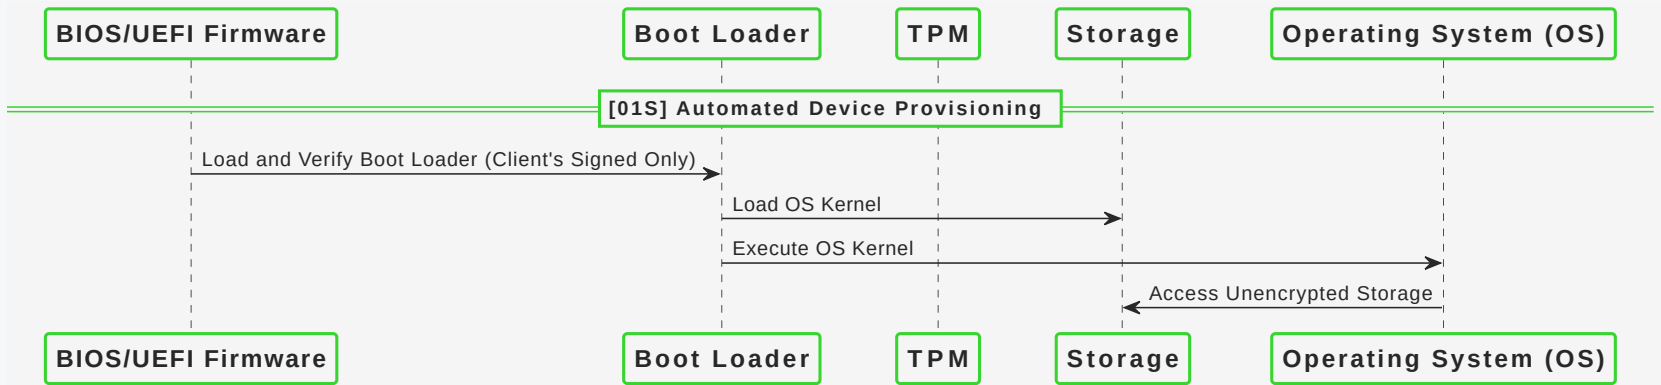 BIOS/UEFI Firmware
Boot Loader
TPM
Storage
Operating System (OS)
[01S] Automated Device Provisioning
Load and Verify Boot Loader (Client's Signed Only)
Load OS Kernel
Execute OS Kernel
Access Unencrypted Storage
BIOS/UEFI Firmware
Boot Loader
TPM
Storage
Operating System (OS)